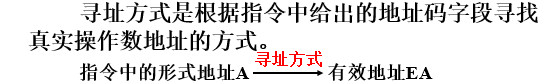 寻址方式是根据指令中给出的地址码字段寻找
真实操作数地址的方式。
寻址方式
指令中的形式地址A 有效地址EA